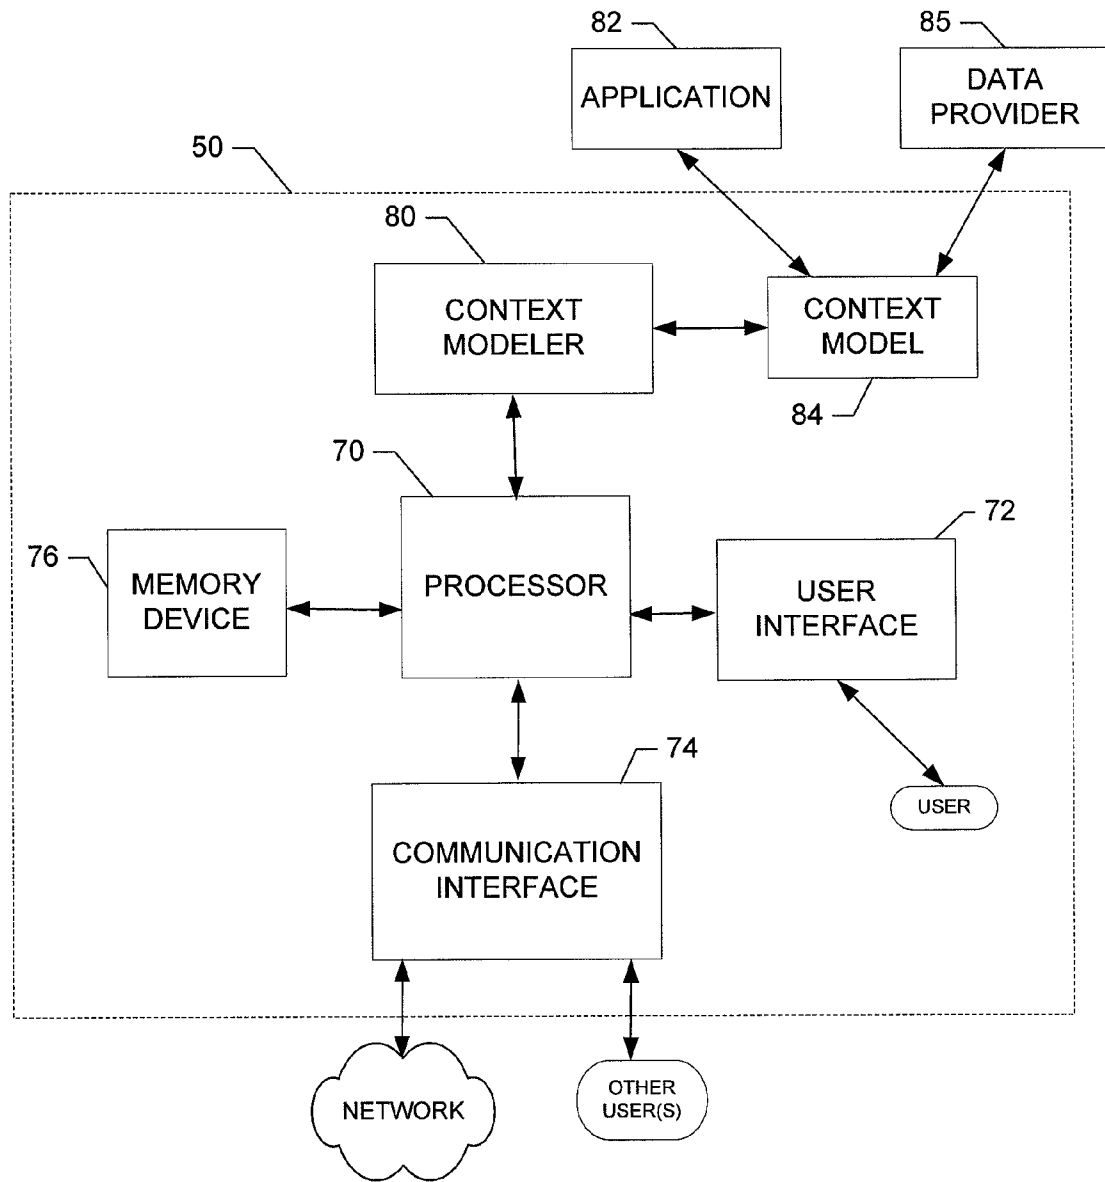 82
85
APPLICATION
DATA
PROVIDER
50
80
CONTEXT
MODELER
CONTEXT
MODEL
84
70
72
76
MEMORY
DEVICE
PROCESSOR
USER
INTERFACE
74
USER
COMMUNICATION
INTERFACE
NETWORK
OTHER
USER(S)